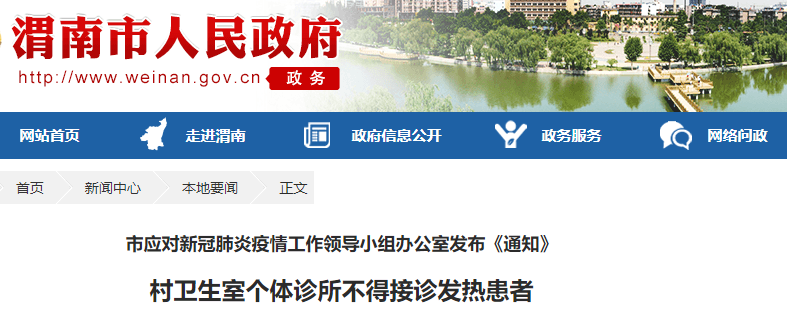 渭南市人民政府
http://www.weinan.gov.cn 政务
网站首页 走进渭南 政府信息公开 政务服务 网络问政
首页 新闻中心 本地要闻 正文
市应对新冠肺炎疫情工作领导小组办公室发布《通知》
村卫生室个体诊所不得接诊发热患者